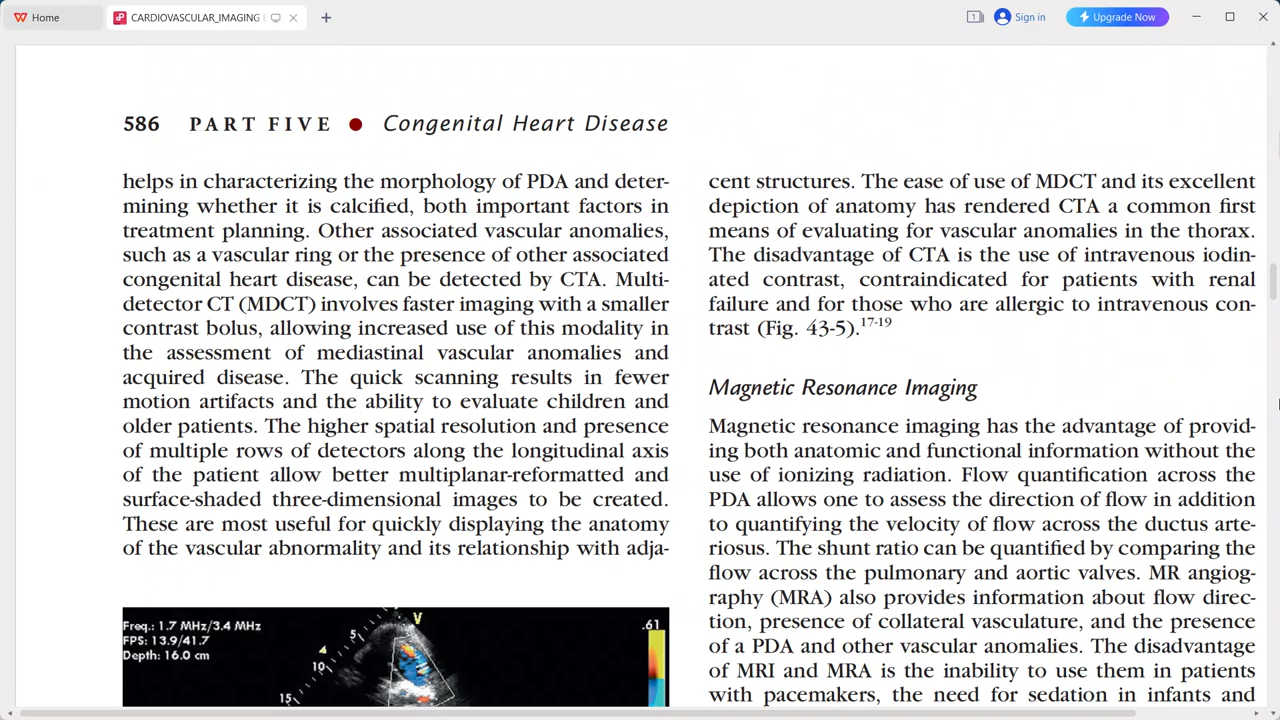 Home
CARDIOVASCULAR_IMAGING
Sign in
Upgrade Now
586 PART FIVE ● Congenital Heart Disease
helps in characterizing the morphology of PDA and deter-
mining whether it is calcified, both important factors in
treatment planning. Other associated vascular anomalies,
such as a vascular ring or the presence of other associated
congenital heart disease, can be detected by CTA. Multi-
detector CT (MDCT) involves faster imaging with a smaller
contrast bolus, allowing increased use of this modality in
the assessment of mediastinal vascular anomalies and
acquired disease. The quick scanning results in fewer
motion artifacts and the ability to evaluate children and
older patients. The higher spatial resolution and presence
of multiple rows of detectors along the longitudinal axis
of the patient allow better multiplanar-reformatted and
surface-shaded three-dimensional images to be created.
These are most useful for quickly displaying the anatomy
of the vascular abnormality and its relationship with adja-
Freq.: 1.7 MHz/3.4 MHz
FPS: 13.9/41.7
Depth: 16.0 cm
V
5
10
15
.61
cent structures. The ease of use of MDCT and its excellent
depiction of anatomy has rendered CTA a common first
means of evaluating for vascular anomalies in the thorax.
The disadvantage of CTA is the use of intravenous iodin-
ated contrast, contraindicated for patients with renal
failure and for those who are allergic to intravenous con-
trast (Fig. 43-5).17-19
Magnetic Resonance Imaging
Magnetic resonance imaging has the advantage of provid-
ing both anatomic and functional information without the
use of ionizing radiation. Flow quantification across the
PDA allows one to assess the direction of flow in addition
to quantifying the velocity of flow across the ductus arte-
riosus. The shunt ratio can be quantified by comparing the
flow across the pulmonary and aortic valves. MR angiog-
raphy (MRA) also provides information about flow direc-
tion, presence of collateral vasculature, and the presence
of a PDA and other vascular anomalies. The disadvantage
of MRI and MRA is the inability to use them in patients
with pacemakers, the need for sedation in infants and